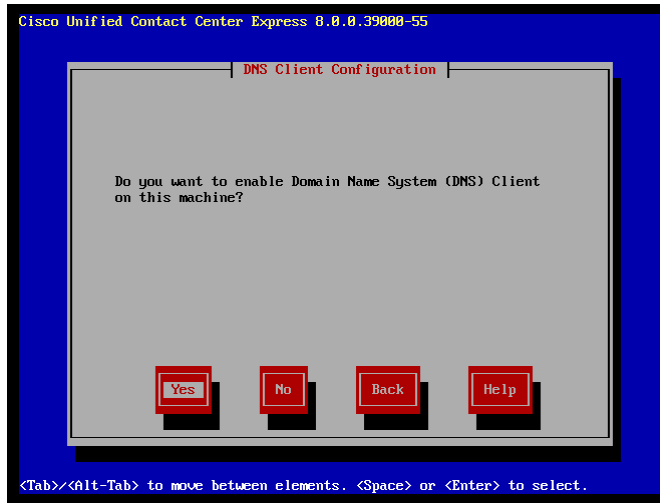 Cisco Unified Contact Center Express 8.0.0.39000-55
DNS Client Configuration
Do you want to enable Domain Name System (DNS) Client
on this machine?
Yes No Back Help
<Tab>/<Alt-Tab> to move between elements. <Space> or <Enter> to select.